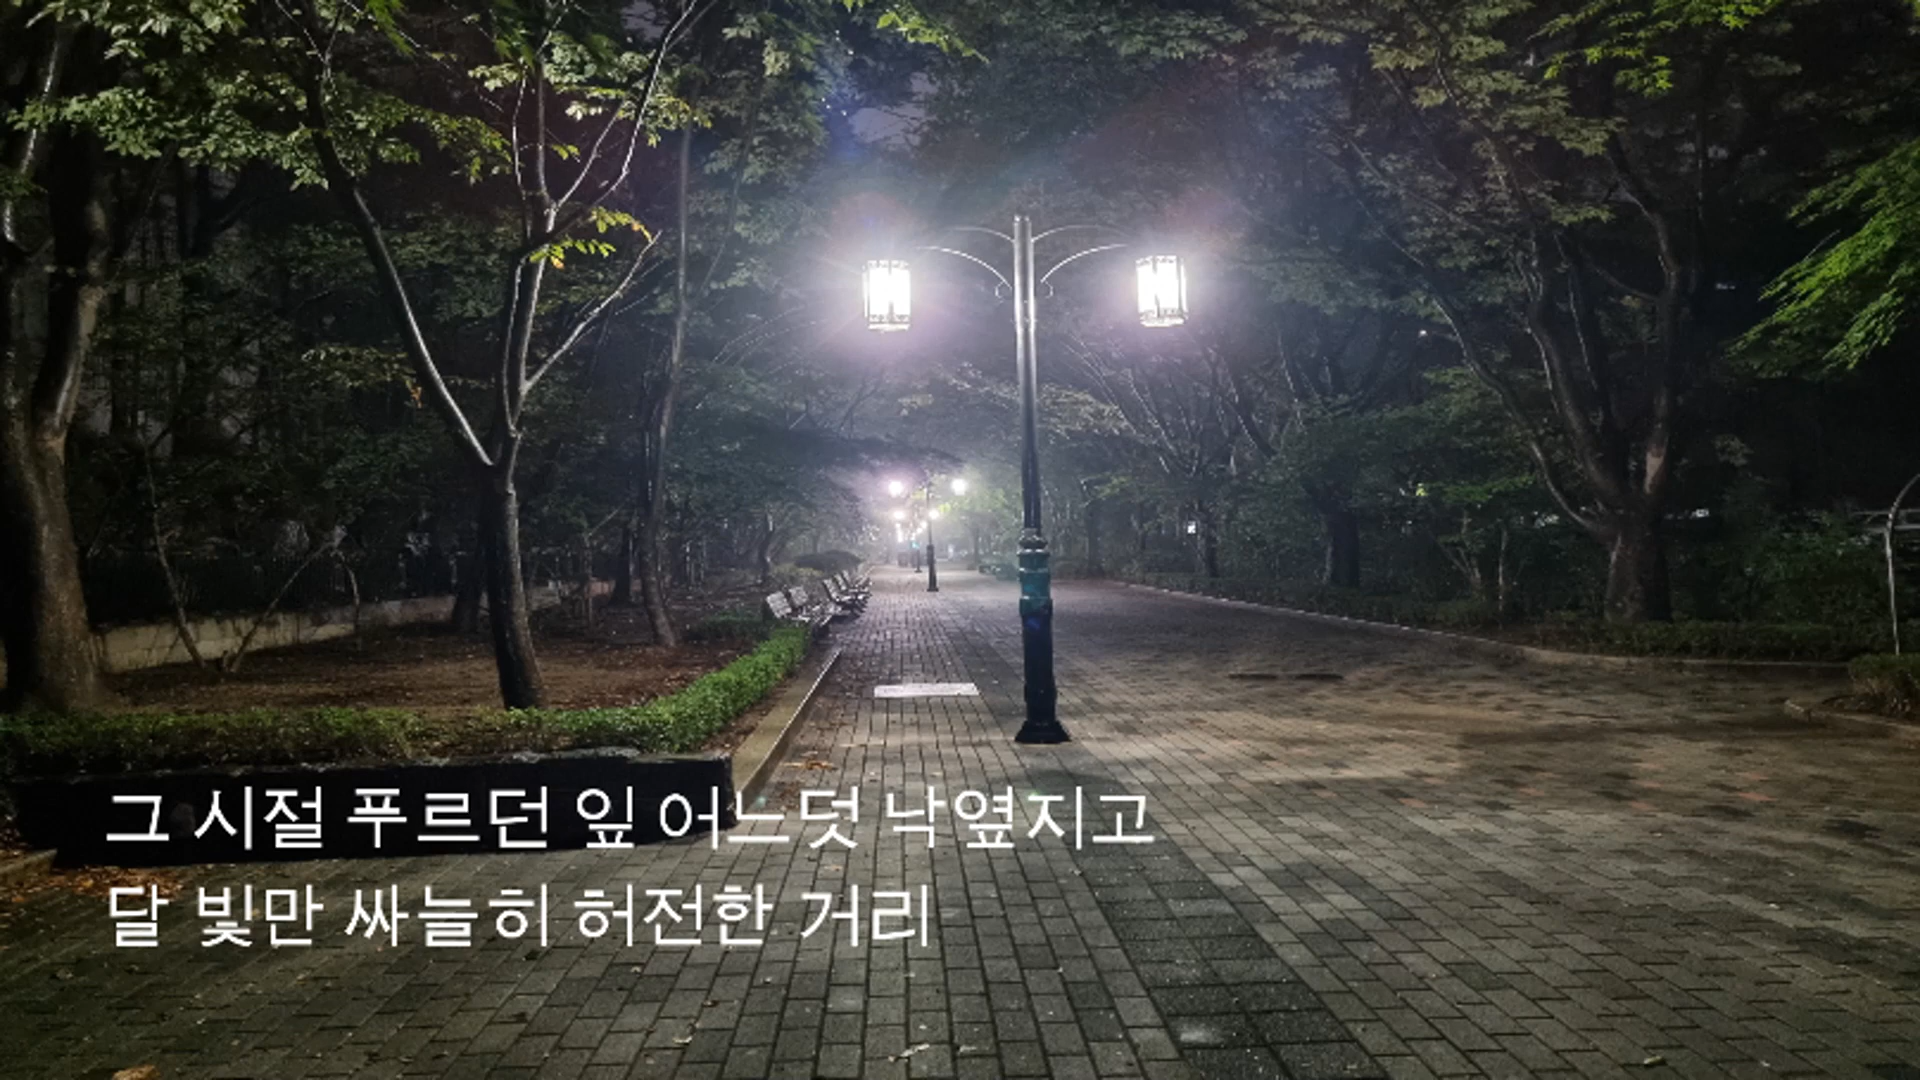 그 시절 푸르던 잎 어느덧 낙옆지고
달 빛만 싸늘히 허전한 거리